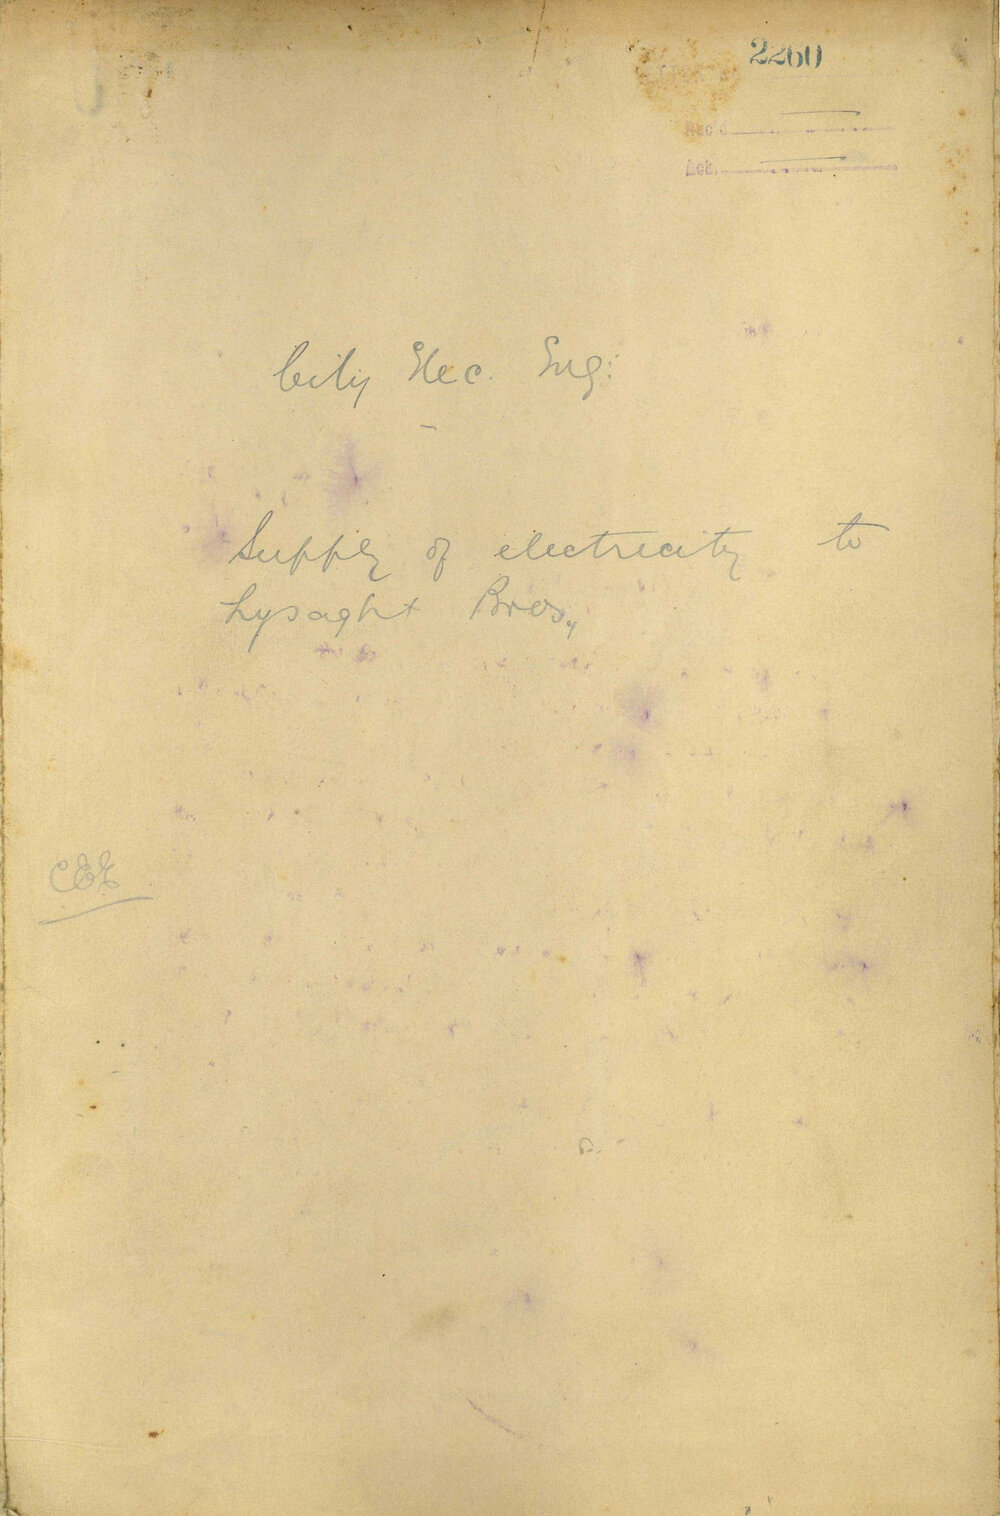 2260
Rec'd
Ack.
City Elec. Eng:
Supply of electricity to
Lysaght Bros.,
CEE